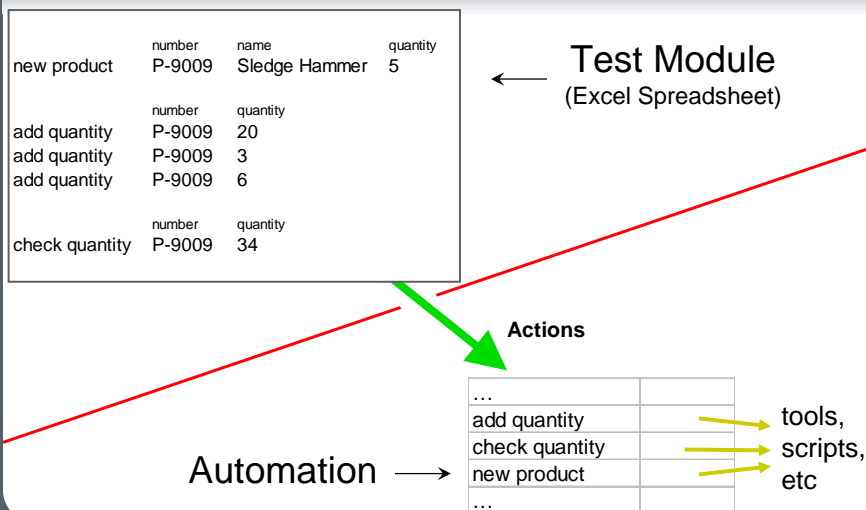 number name quantity
new product P-9009 Sledge Hammer 5
number quantity
add quantity P-9009 20
add quantity P-9009 3
add quantity P-9009 6
number quantity
check quantity P-9009 34
Test Module
(Excel Spreadsheet)
Actions
…
add quantity
check quantity
new product
…
tools,
scripts,
etc
Automation